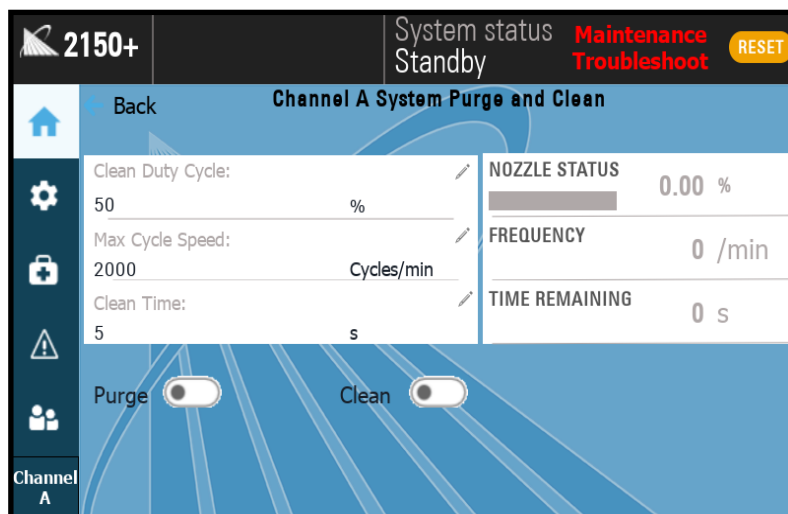 2150+
System status
Standby
Maintenance
Troubleshoot
RESET
Back
Channel A System Purge and Clean
Clean Duty Cycle:
50 %
Max Cycle Speed:
2000 Cycles/min
Clean Time:
5 s
NOZZLE STATUS
0.00 %
FREQUENCY
0 /min
TIME REMAINING
0 s
Purge
Clean
Channel
A